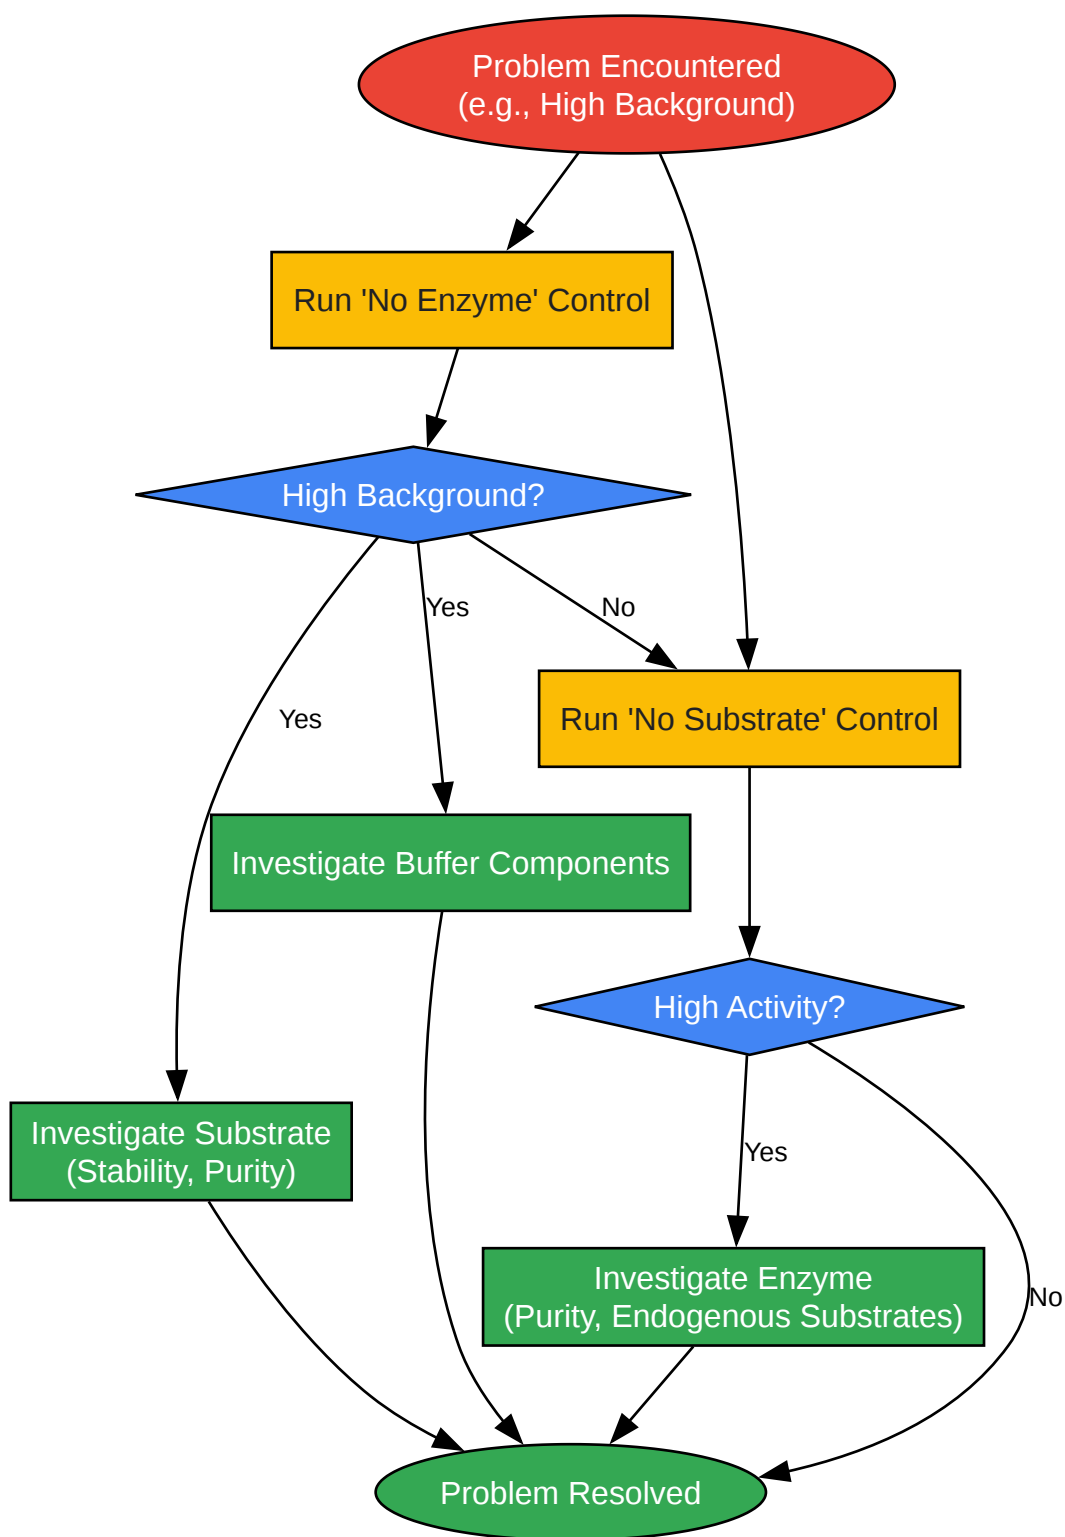 Problem Encountered
(e.g., High Background)
Run 'No Enzyme' Control
High Background?
Yes
No
Yes
Run 'No Substrate' Control
Investigate Buffer Components
High Activity?
Investigate Substrate
(Stability, Purity)
Yes
Investigate Enzyme
(Purity, Endogenous Substrates)
No
Problem Resolved